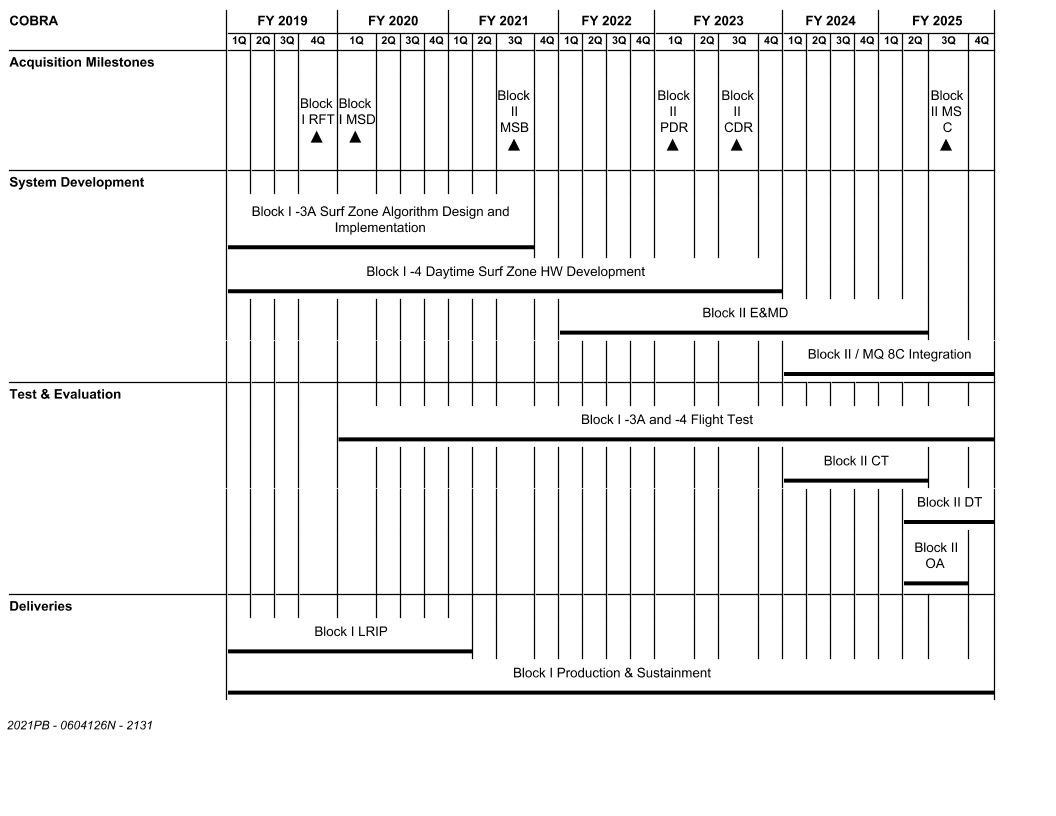 COBRA FY 2019 FY 2020 FY 2021 FY 2022 FY 2023 FY 2024 FY 2025
1Q 2Q 3Q 4Q 1Q 2Q 3Q 4Q 1Q 2Q 3Q 4Q 1Q 2Q 3Q 4Q 1Q 2Q 3Q 4Q 1Q 2Q 3Q 4Q 1Q 2Q 3Q 4Q
Acquisition Milestones
Block
I RFT
Block
I MSD
Block
II
MSB
Block
II
PDR
Block
II
CDR
Block
II MS
C
System Development
Block I -3A Surf Zone Algorithm Design and
Implementation
Block I -4 Daytime Surf Zone HW Development
Block II E&MD
Block II / MQ 8C Integration
Test & Evaluation
Block I -3A and -4 Flight Test
Block II CT
Block II DT
Block II
OA
Deliveries
Block I LRIP
Block I Production & Sustainment
2021PB - 0604126N - 2131